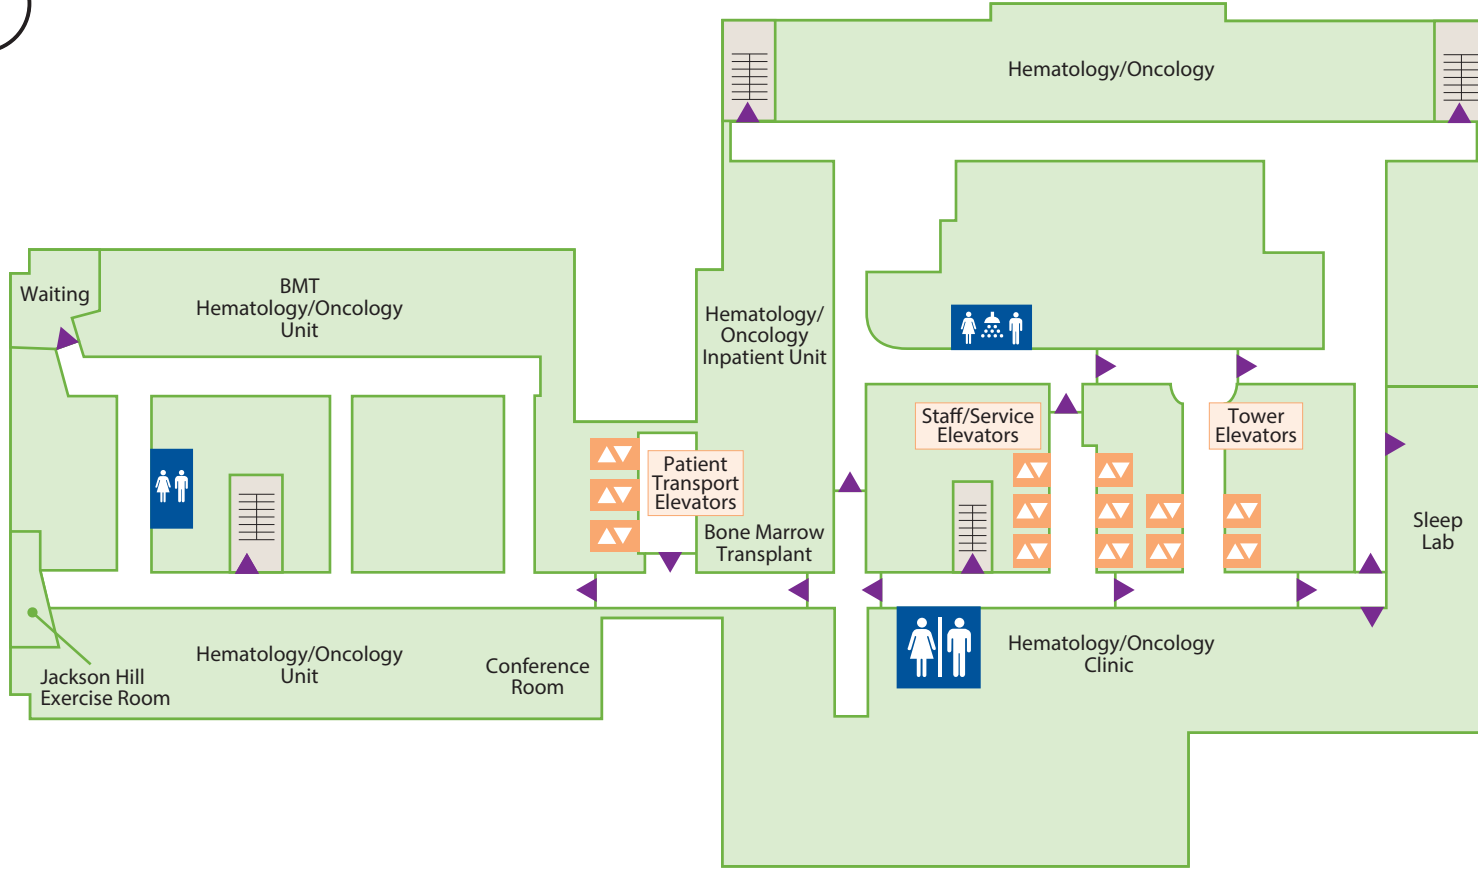 Hematology/Oncology
Waiting
BMT
Hematology/Oncology
Unit
Hematology/
Oncology
Inpatient Unit
Staff/Service
Elevators
Tower
Elevators
Patient
Transport
Elevators
Bone Marrow
Transplant
Sleep
Lab
Hematology/Oncology
Unit
Conference
Room
Hematology/Oncology
Clinic
Jackson Hill
Exercise Room